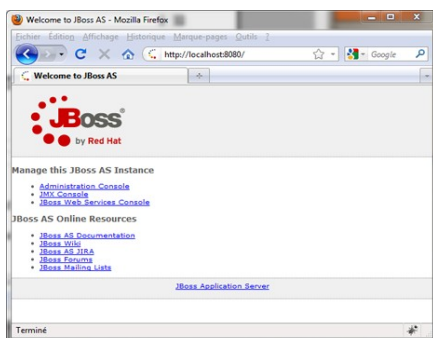 Welcome to JBoss AS - Mozilla Firefox
Fichier Édition Affichage Historique Marque-pages Outils ?
http://localhost:8080/
Google
Welcome to JBoss AS
JBoss
by Red Hat
Manage this JBoss AS Instance
Administration Console
JMX Console
JBoss Web Services Console
JBoss AS Online Resources
JBoss AS Documentation
JBoss Wiki
JBoss AS JIRA
JBoss Forums
JBoss Mailing Lists
JBoss Application Server
Terminé